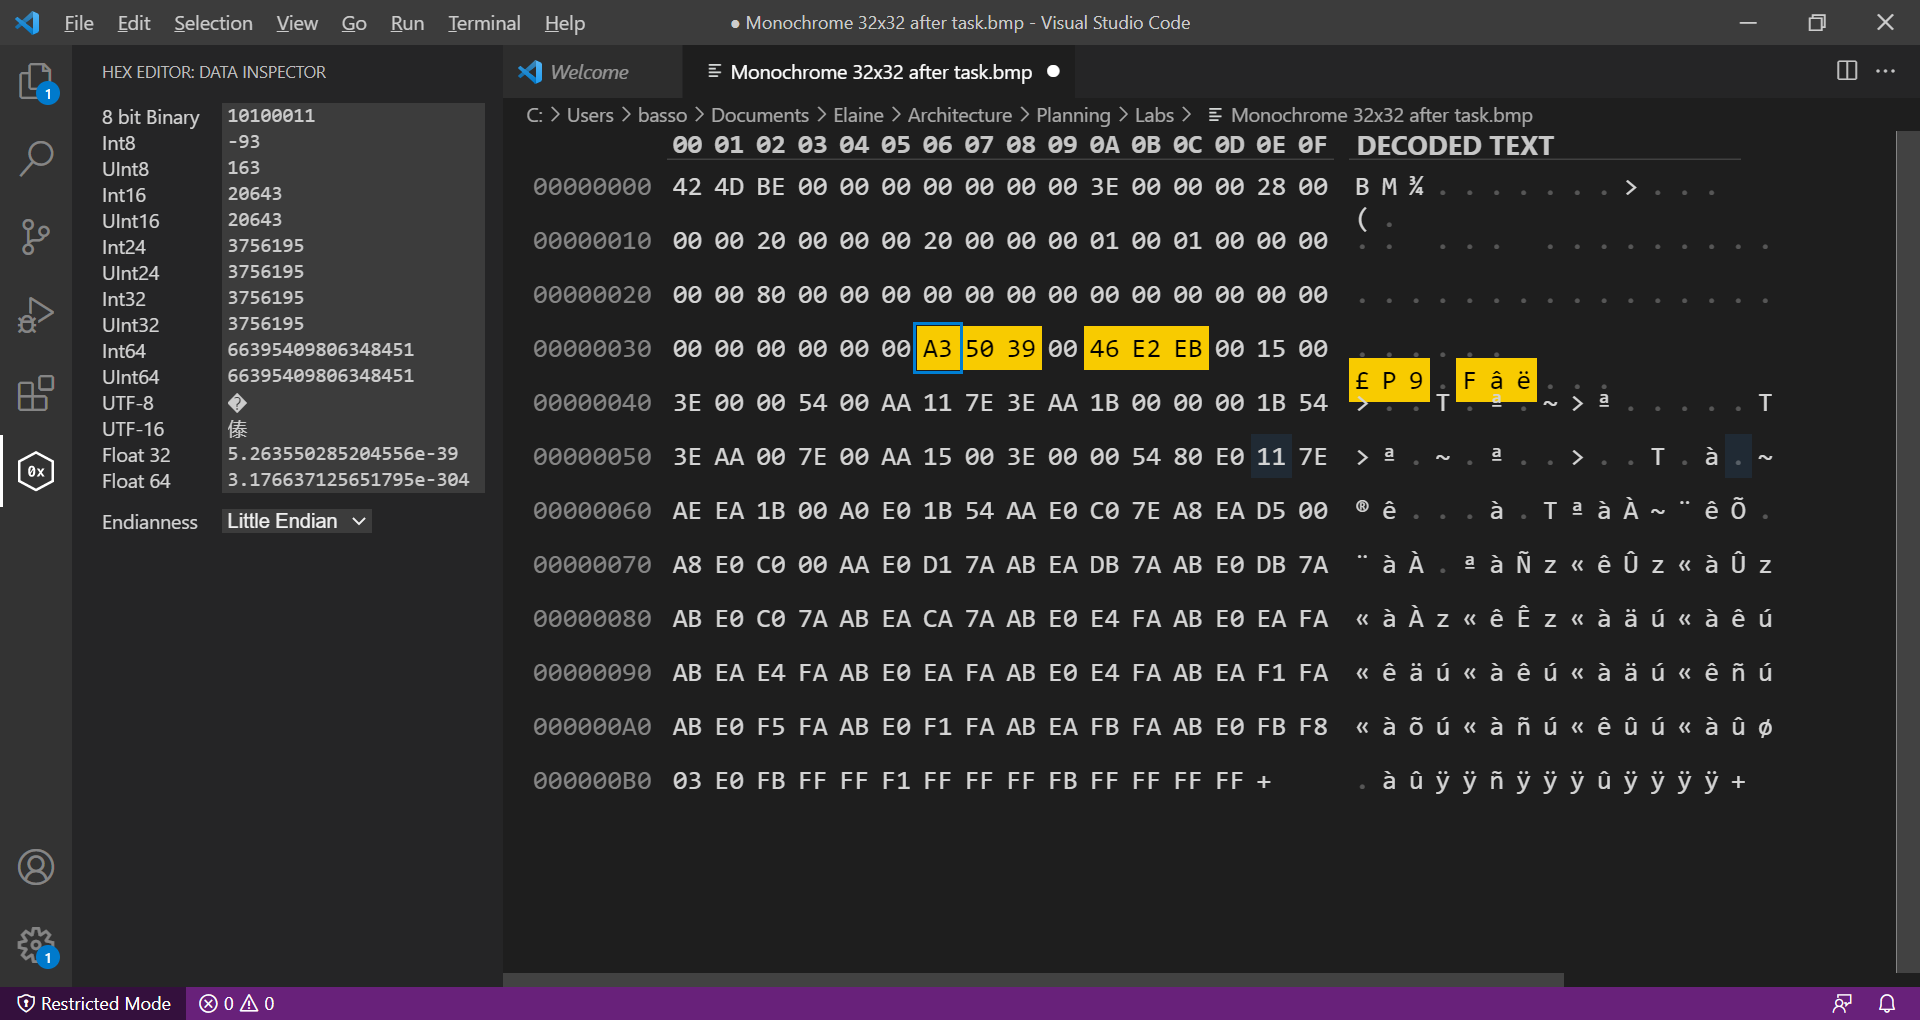 File Edit Selection View Go Run Terminal Help ● Monochrome 32x32 after task.bmp - Visual Studio Code
HEX EDITOR: DATA INSPECTOR
Welcome
Monochrome 32x32 after task.bmp ●
1
C: > Users > basso > Documents > Elaine > Architecture > Planning > Labs > Monochrome 32x32 after task.bmp
8 bit Binary 10100011
Int8 -93
UInt8 163
Int16 20643
UInt16 20643
Int24 3756195
UInt24 3756195
Int32 3756195
UInt32 3756195
Int64 66395409806348451
UInt64 66395409806348451
UTF-8 �
UTF-16 傣
Float 32 5.263550285204556e-39
Float 64 3.176637125651795e-304
Endianness Little Endian
0x
00 01 02 03 04 05 06 07 08 09 0A 0B 0C 0D 0E 0F DECODED TEXT
00000000 42 4D BE 00 00 00 00 00 00 00 3E 00 00 00 28 00 B M ¾ . . . . . . . > . . .
( .
00000010 00 00 20 00 00 00 20 00 00 00 01 00 01 00 00 00 . . . . . . . . . . . . . .
00000020 00 00 80 00 00 00 00 00 00 00 00 00 00 00 00 00 . . . . . . . . . . . . . . . .
00000030 00 00 00 00 00 00 A3 50 39 00 46 E2 EB 00 15 00 . . . . . .
£ P 9 . F â ë . . .
00000040 3E 00 00 54 00 AA 11 7E 3E AA 1B 00 00 00 1B 54 > . . T . ª . ~ > ª . . . . . T
00000050 3E AA 00 7E 00 AA 15 00 3E 00 00 54 80 E0 11 7E > ª . ~ . ª . . > . . T . à . ~
00000060 AE EA 1B 00 A0 E0 1B 54 AA E0 C0 7E A8 EA D5 00 ® ê . . . à . T ª à À ~ ¨ ê Õ .
00000070 A8 E0 C0 00 AA E0 D1 7A AB EA DB 7A AB E0 DB 7A ¨ à À . ª à Ñ z « ê Û z « à Û z
00000080 AB E0 C0 7A AB EA CA 7A AB E0 E4 FA AB E0 EA FA « à À z « ê Ê z « à ä ú « à ê ú
00000090 AB EA E4 FA AB E0 EA FA AB E0 E4 FA AB EA F1 FA « ê ä ú « à ê ú « à ä ú « ê ñ ú
000000A0 AB E0 F5 FA AB E0 F1 FA AB EA FB FA AB E0 FB F8 « à õ ú « à ñ ú « ê û ú « à û ø
000000B0 03 E0 FB FF FF F1 FF FF FF FB FF FF FF FF + . à û ÿ ÿ ñ ÿ ÿ ÿ û ÿ ÿ ÿ ÿ +
1
Restricted Mode 0 0